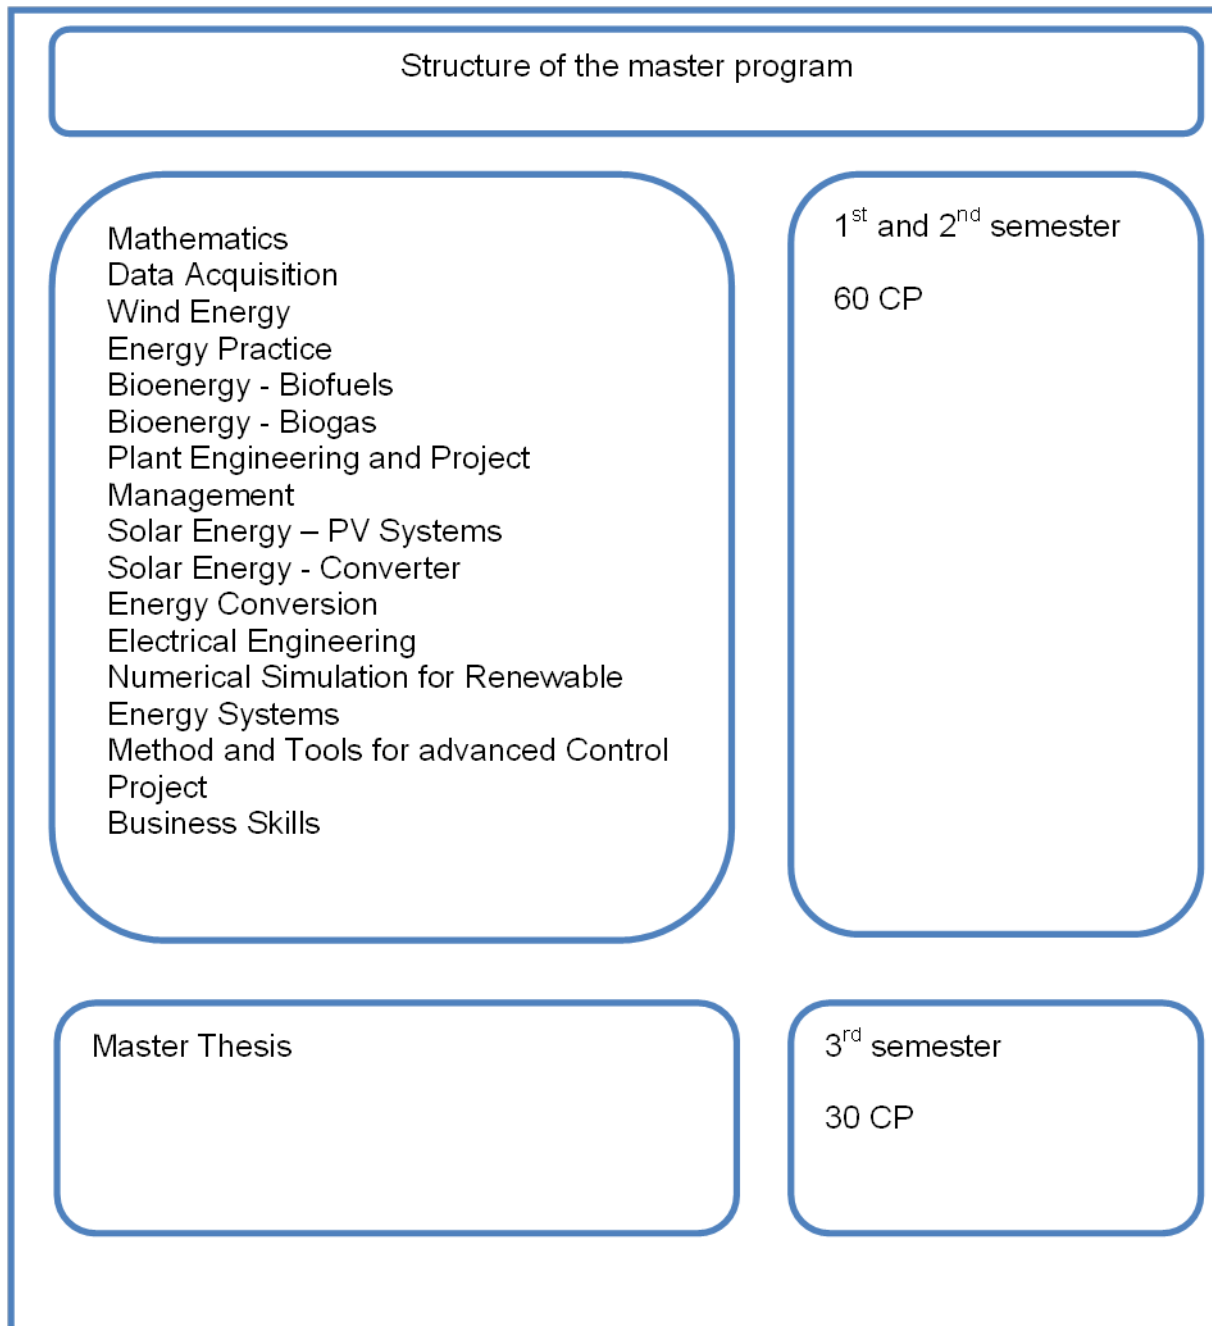 Structure of the master program
Mathematics
Data Acquisition
Wind Energy
Energy Practice
Bioenergy - Biofuels
Bioenergy - Biogas
Plant Engineering and Project
Management
Solar Energy – PV Systems
Solar Energy - Converter
Energy Conversion
Electrical Engineering
Numerical Simulation for Renewable
Energy Systems
Method and Tools for advanced Control
Project
Business Skills
1st and 2nd semester
60 CP
Master Thesis
3rd semester
30 CP